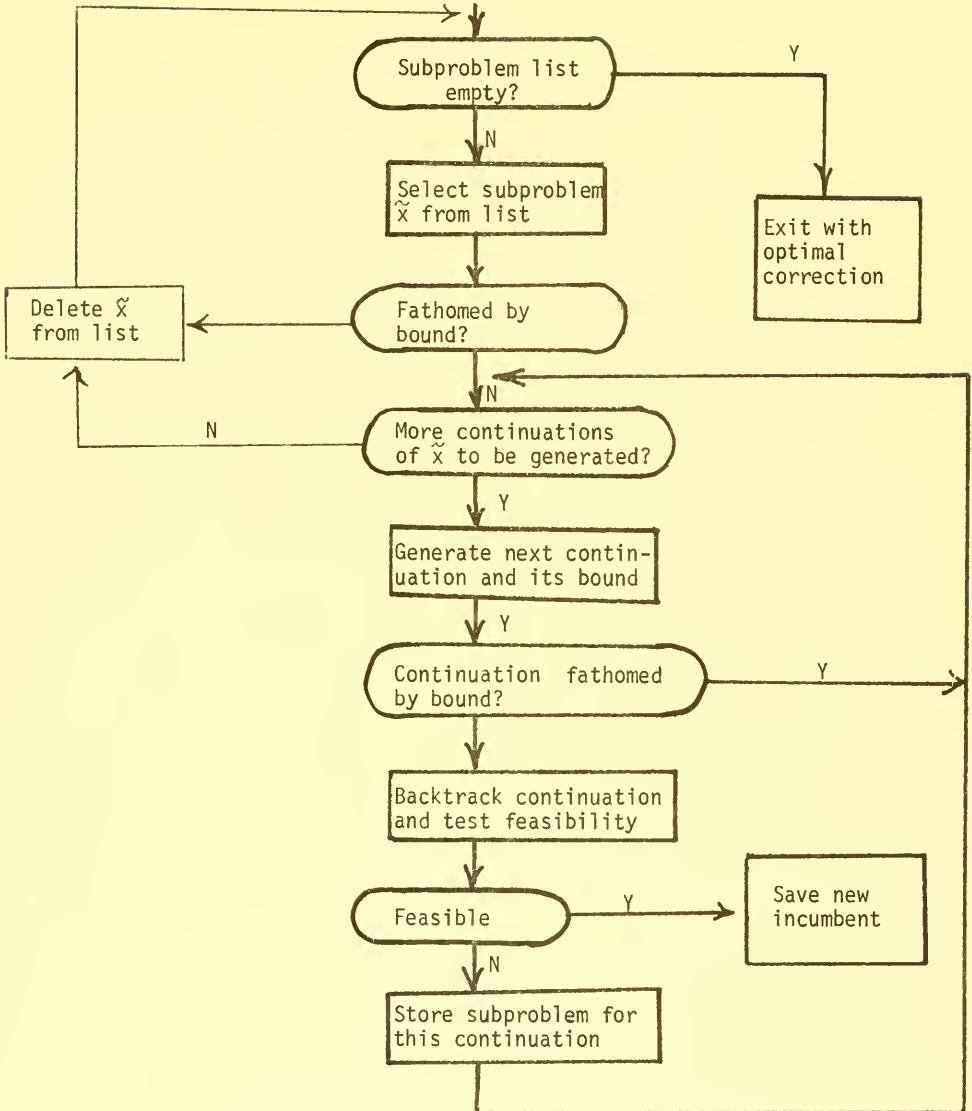 Subproblem list
empty?
Y
N
Select subproblem
x̃ from list
Exit with
optimal
correction
Delete x̃
from list
Fathomed by
bound?
N
N
More continuations
of x̃ to be generated?
Y
Generate next contin-
uation and its bound
Y
Continuation fathomed
by bound?
Y
Backtrack continuation
and test feasibility
Feasible
Y
Save new
incumbent
N
Store subproblem for
this continuation